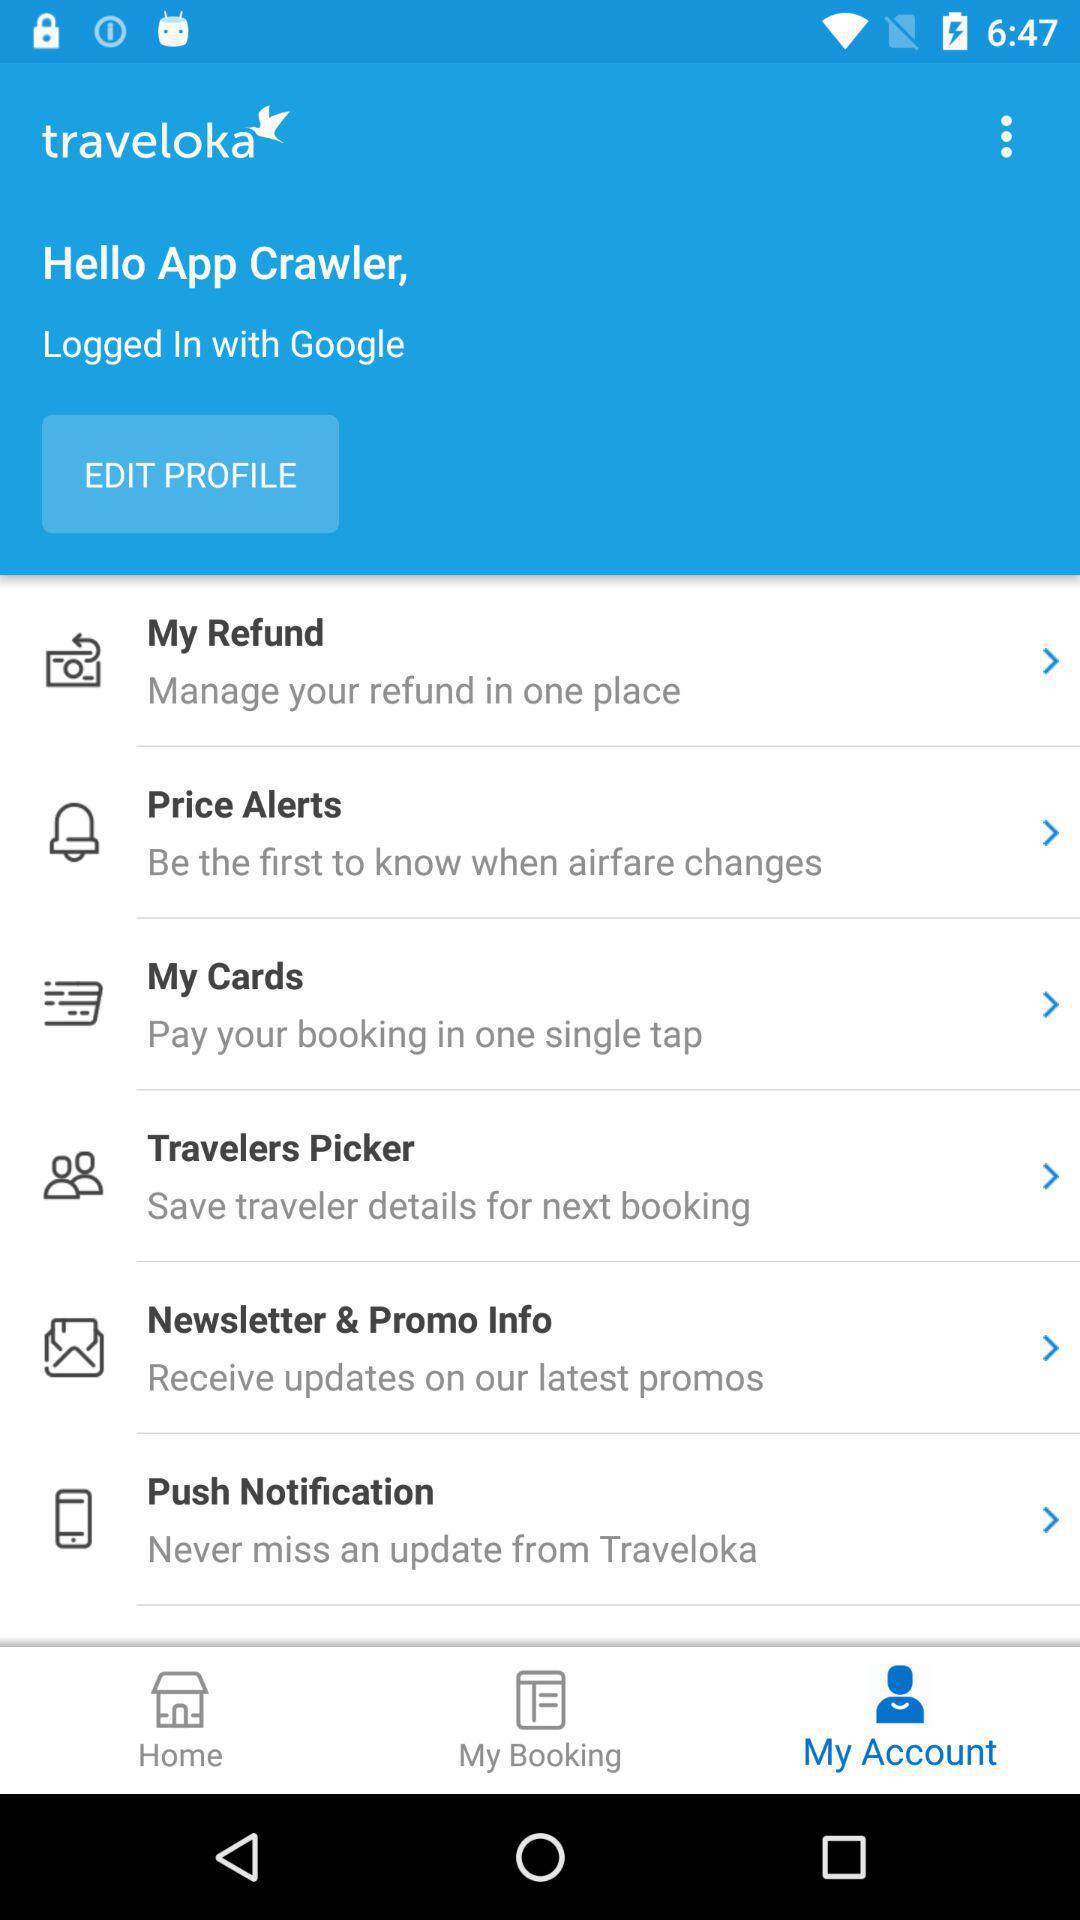 6:47
traveloka
Hello App Crawler,
Logged In with Google
EDIT PROFILE
My Refund
Manage your refund in one place
Price Alerts
Be the first to know when airfare changes
My Cards
Pay your booking in one single tap
Travelers Picker
Save traveler details for next booking
Newsletter & Promo Info
Receive updates on our latest promos
Push Notification
Never miss an update from Traveloka
Home
My Booking
My Account